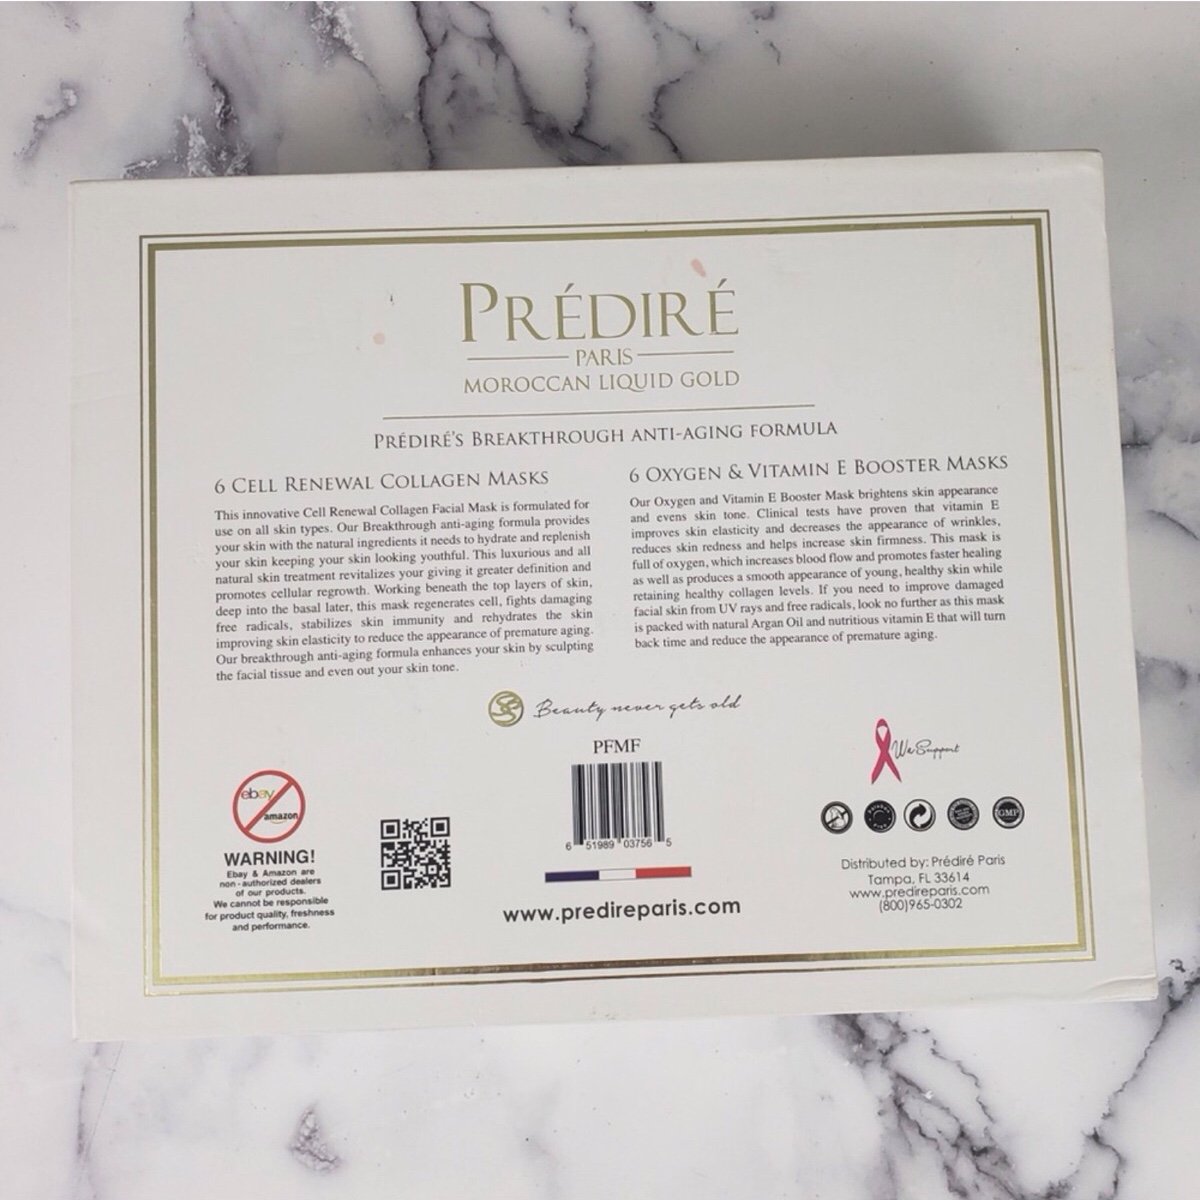 PRÉDIRÉ
PARIS
MOROCCAN LIQUID GOLD
PRÉDIRÉ'S BREAKTHROUGH ANTI-AGING FORMULA
6 CELL RENEWAL COLLAGEN MASKS
This innovative Cell Renewal Collagen Facial Mask is formulated for
use on all skin types. Our Breakthrough anti-aging formula provides
your skin with the natural ingredients it needs to hydrate and replenish
your skin keeping your skin looking youthful. This luxurious and all
natural skin treatment revitalizes your giving it greater definition and
promotes cellular regrowth. Working beneath the top layers of skin,
deep into the basal later, this mask regenerates cell, fights damaging
free radicals, stabilizes skin immunity and rehydrates the skin
improving skin elasticity to reduce the appearance of premature aging.
Our breakthrough anti-aging formula enhances your skin by sculpting
the facial tissue and even out your skin tone.
6 OXYGEN & VITAMIN E BOOSTER MASKS
Our Oxygen and Vitamin E Booster Mask brightens skin appearance
and evens skin tone. Clinical tests have proven that vitamin E
improves skin elasticity and decreases the appearance of wrinkles,
reduces skin redness and helps increase skin firmness. This mask is
full of oxygen, which increases blood flow and promotes faster healing
as well as produces a smooth appearance of young, healthy skin while
retaining healthy collagen levels. If you need to improve damaged
facial skin from UV rays and free radicals, look no further as this mask
is packed with natural Argan Oil and nutritious vitamin E that will turn
back time and reduce the appearance of premature aging.
Beauty never gets old
ebay
amazon
WARNING!
Ebay & Amazon are
non-authorized dealers
of our products.
We cannot be responsible
for product quality, freshness
and performance.
PFMF
6 51989 03756 5
www.predireparis.com
We Support
GMP
Distributed by: Prédiré Paris
Tampa, FL 33614
www.predireparis.com
(800)965-0302